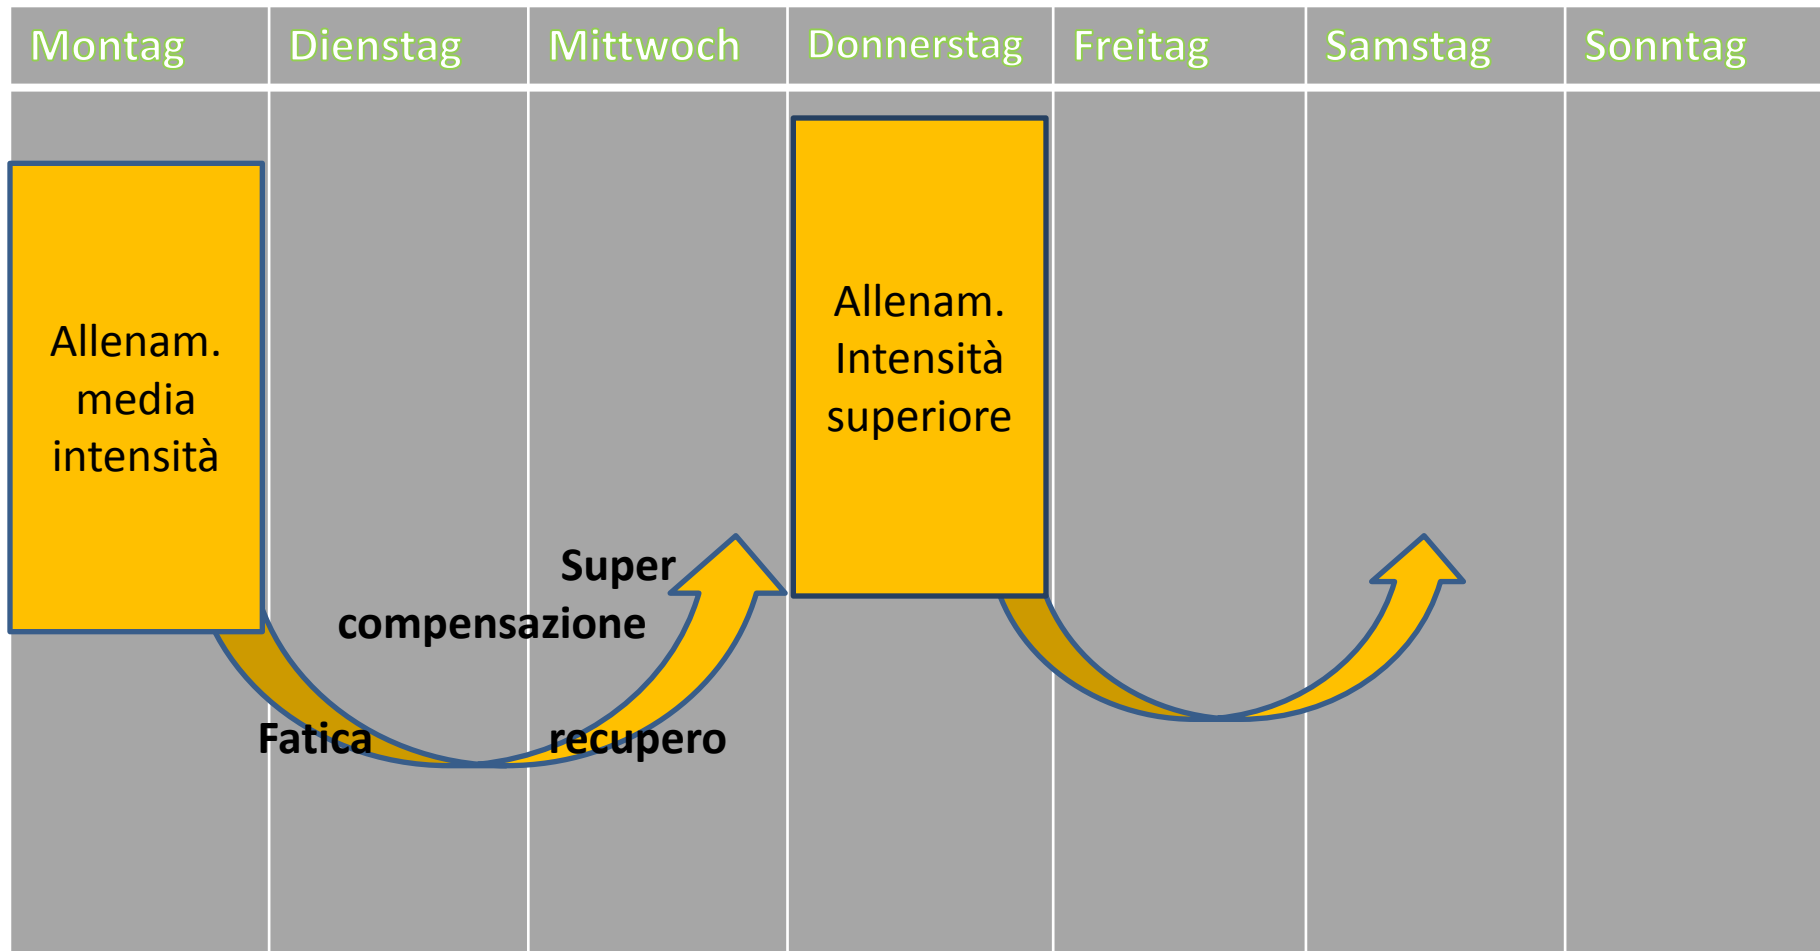 Montag Dienstag Mittwoch Donnerstag Freitag Samstag Sonntag
Allenam.
media
intensità
Allenam.
Intensità
superiore
Super
compensazione
Fatica
recupero